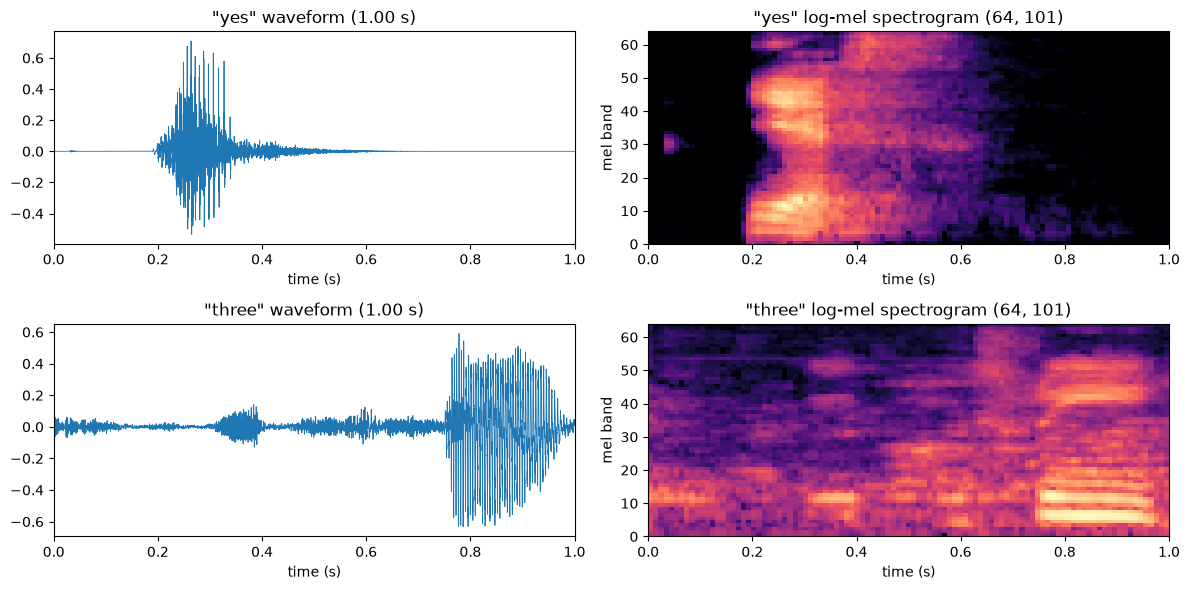 "yes" waveform (1.00 s)
0.6
0.4
0.2
0.0
−0.2
−0.4
0.0 0.2 0.4 0.6 0.8 1.0
time (s)
"yes" log-mel spectrogram (64, 101)
mel band
60
50
40
30
20
10
0
0.0 0.2 0.4 0.6 0.8 1.0
time (s)
"three" waveform (1.00 s)
0.6
0.4
0.2
0.0
−0.2
−0.4
−0.6
0.0 0.2 0.4 0.6 0.8 1.0
time (s)
"three" log-mel spectrogram (64, 101)
mel band
60
50
40
30
20
10
0
0.0 0.2 0.4 0.6 0.8 1.0
time (s)